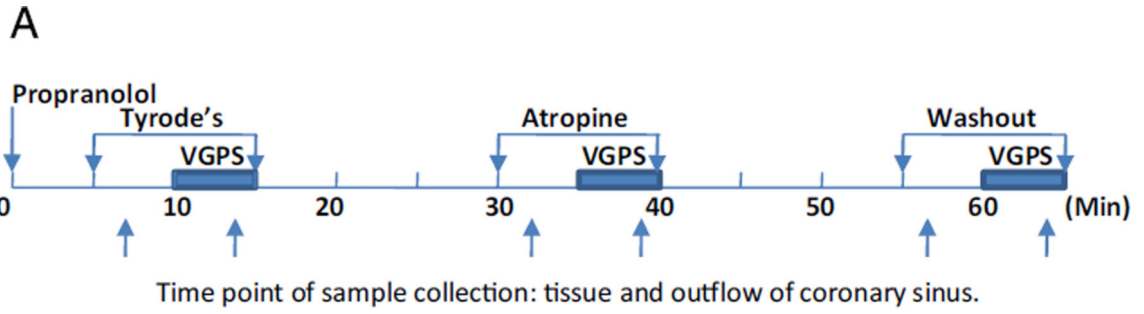 A
Propranolol
Tyrode's Atropine Washout
VGPS VGPS VGPS
0 10 20 30 40 50 60 (Min)
Time point of sample collection: tissue and outflow of coronary sinus.